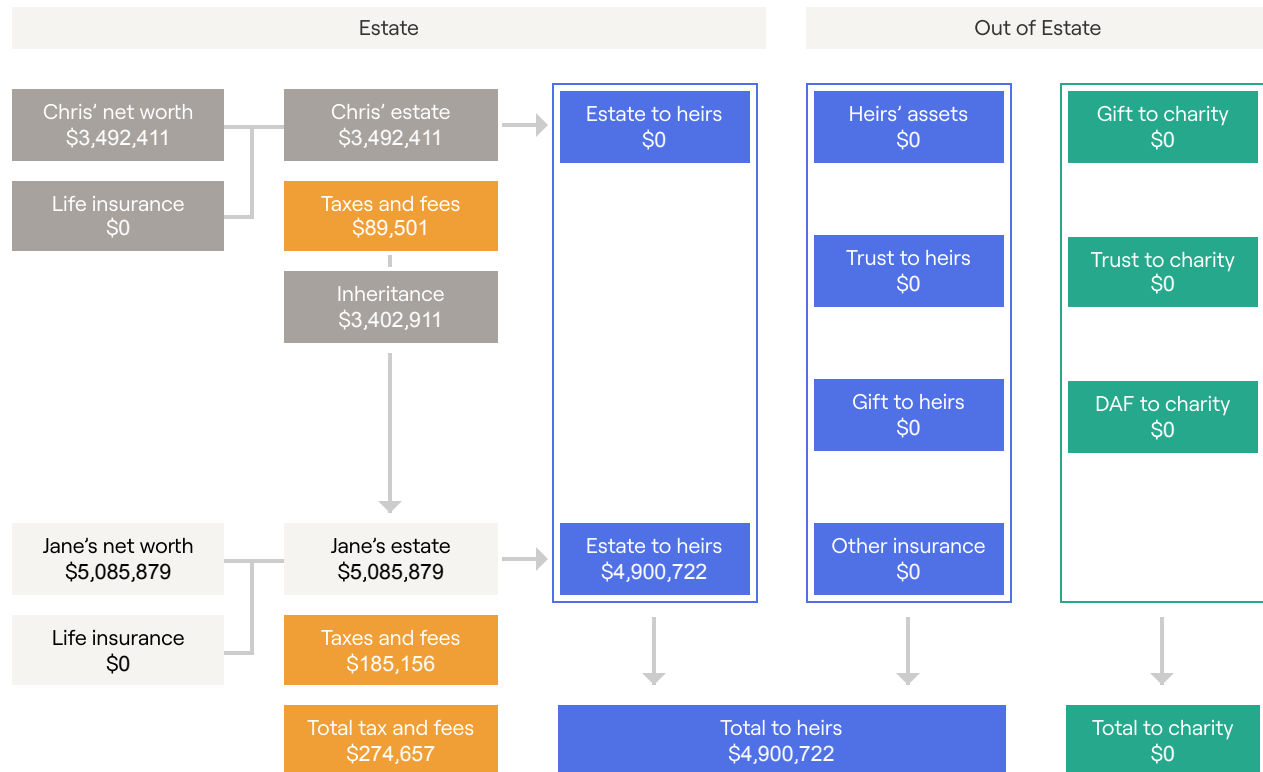 Estate
Out of Estate
Chris’ net worth
$3,492,411
Chris’ estate
$3,492,411
Estate to heirs
$0
Heirs’ assets
$0
Gift to charity
$0
Life insurance
$0
Taxes and fees
$89,501
Inheritance
$3,402,911
Trust to heirs
$0
Trust to charity
$0
Gift to heirs
$0
DAF to charity
$0
Jane’s net worth
$5,085,879
Jane’s estate
$5,085,879
Estate to heirs
$4,900,722
Other insurance
$0
Life insurance
$0
Taxes and fees
$185,156
Total tax and fees
$274,657
Total to heirs
$4,900,722
Total to charity
$0